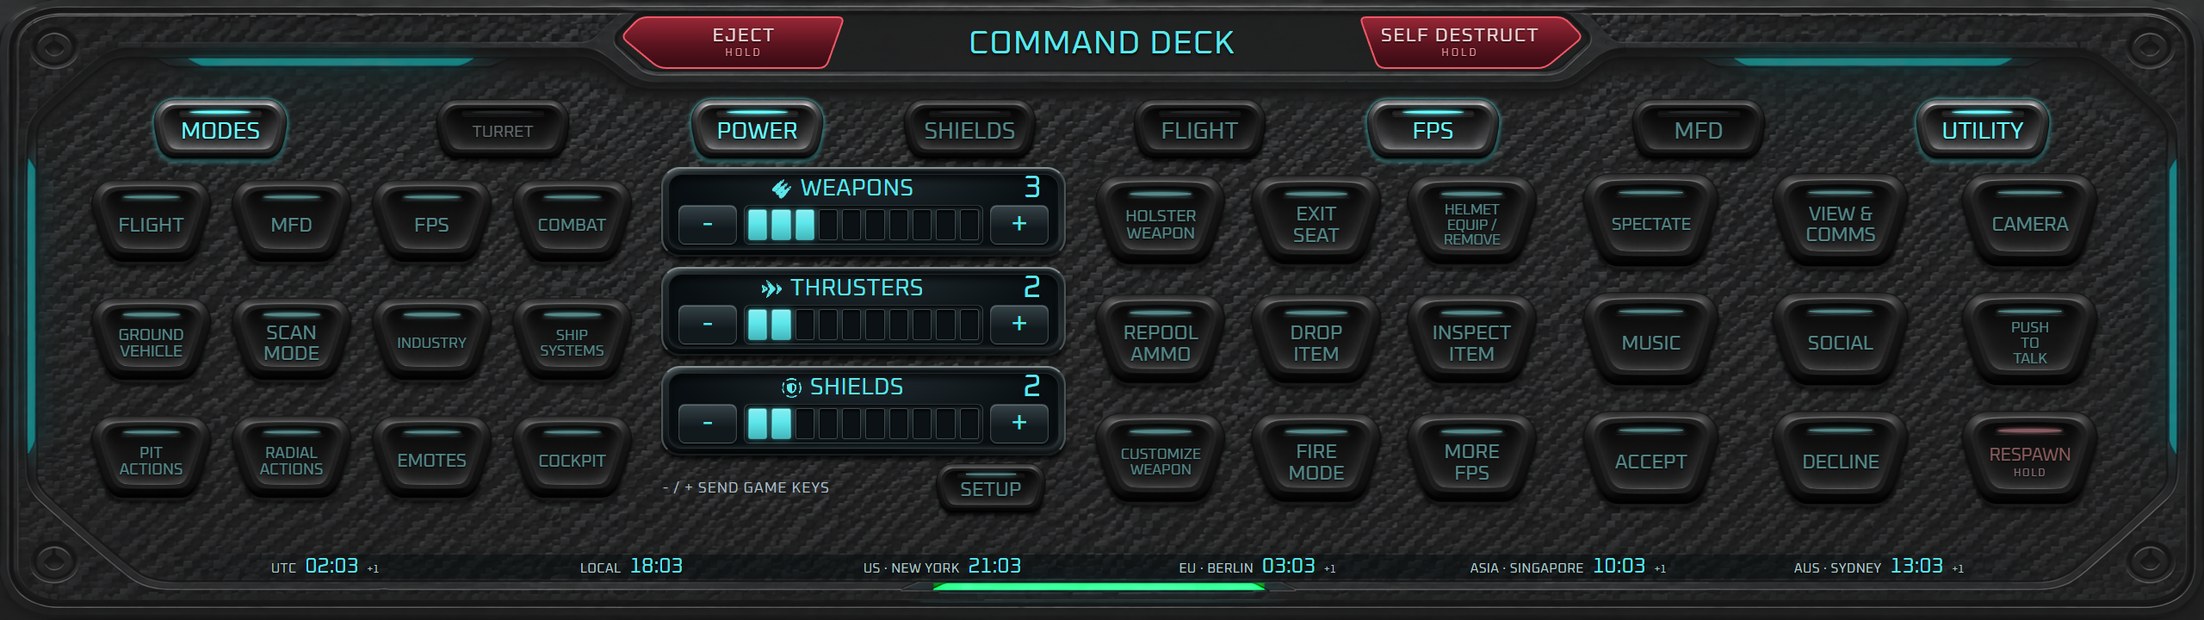 EJECT
HOLD
COMMAND DECK
SELF DESTRUCT
HOLD
MODES
TURRET
POWER
SHIELDS
FLIGHT
FPS
MFD
UTILITY
FLIGHT
MFD
FPS
COMBAT
GROUND
VEHICLE
SCAN
MODE
INDUSTRY
SHIP
SYSTEMS
PIT
ACTIONS
RADIAL
ACTIONS
EMOTES
COCKPIT
WEAPONS 3
- +
THRUSTERS 2
- +
SHIELDS 2
- +
- / + SEND GAME KEYS
SETUP
HOLSTER
WEAPON
EXIT
SEAT
HELMET
EQUIP /
REMOVE
REPOOL
AMMO
DROP
ITEM
INSPECT
ITEM
CUSTOMIZE
WEAPON
FIRE
MODE
MORE
FPS
SPECTATE
VIEW &
COMMS
CAMERA
MUSIC
SOCIAL
PUSH
TO
TALK
ACCEPT
DECLINE
RESPAWN
HOLD
UTC 02:03 +1
LOCAL 18:03
US · NEW YORK 21:03
EU · BERLIN 03:03 +1
ASIA · SINGAPORE 10:03 +1
AUS · SYDNEY 13:03 +1